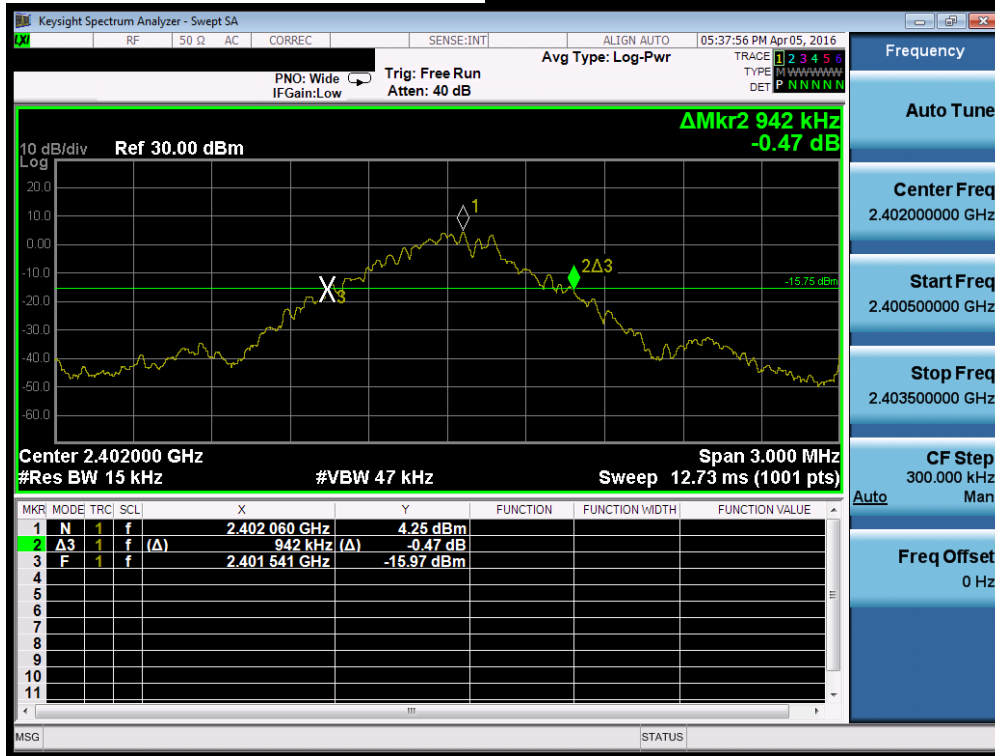 Keysight Spectrum Analyzer - Swept SA
LXI RF 50 Ω AC CORREC SENSE:INT ALIGN AUTO 05:37:56 PM Apr 05, 2016
Frequency
Avg Type: Log-Pwr TRACE 1 2 3 4 5 6
PNO: Wide Trig: Free Run TYPE M W W W W W
IFGain:Low Atten: 40 dB DET P N N N N N
Auto Tune
ΔMkr2 942 kHz
10 dB/div Ref 30.00 dBm -0.47 dB
Log
20.0
10.0
0.00
-10.0
-20.0
-30.0
-40.0
-50.0
-60.0
1
2Δ3
3
-15.75 dBm
Center 2.402000 GHz Span 3.000 MHz
#Res BW 15 kHz #VBW 47 kHz Sweep 12.73 ms (1001 pts)
Center Freq
2.402000000 GHz
Start Freq
2.400500000 GHz
Stop Freq
2.403500000 GHz
CF Step
300.000 kHz
Auto Man
Freq Offset
0 Hz
MKR MODE TRC SCL X Y FUNCTION FUNCTION WIDTH FUNCTION VALUE
1 N 1 f 2.402 060 GHz 4.25 dBm
2 Δ3 1 f (Δ) 942 kHz (Δ) -0.47 dB
3 F 1 f 2.401 541 GHz -15.97 dBm
4
5
6
7
8
9
10
11
MSG STATUS